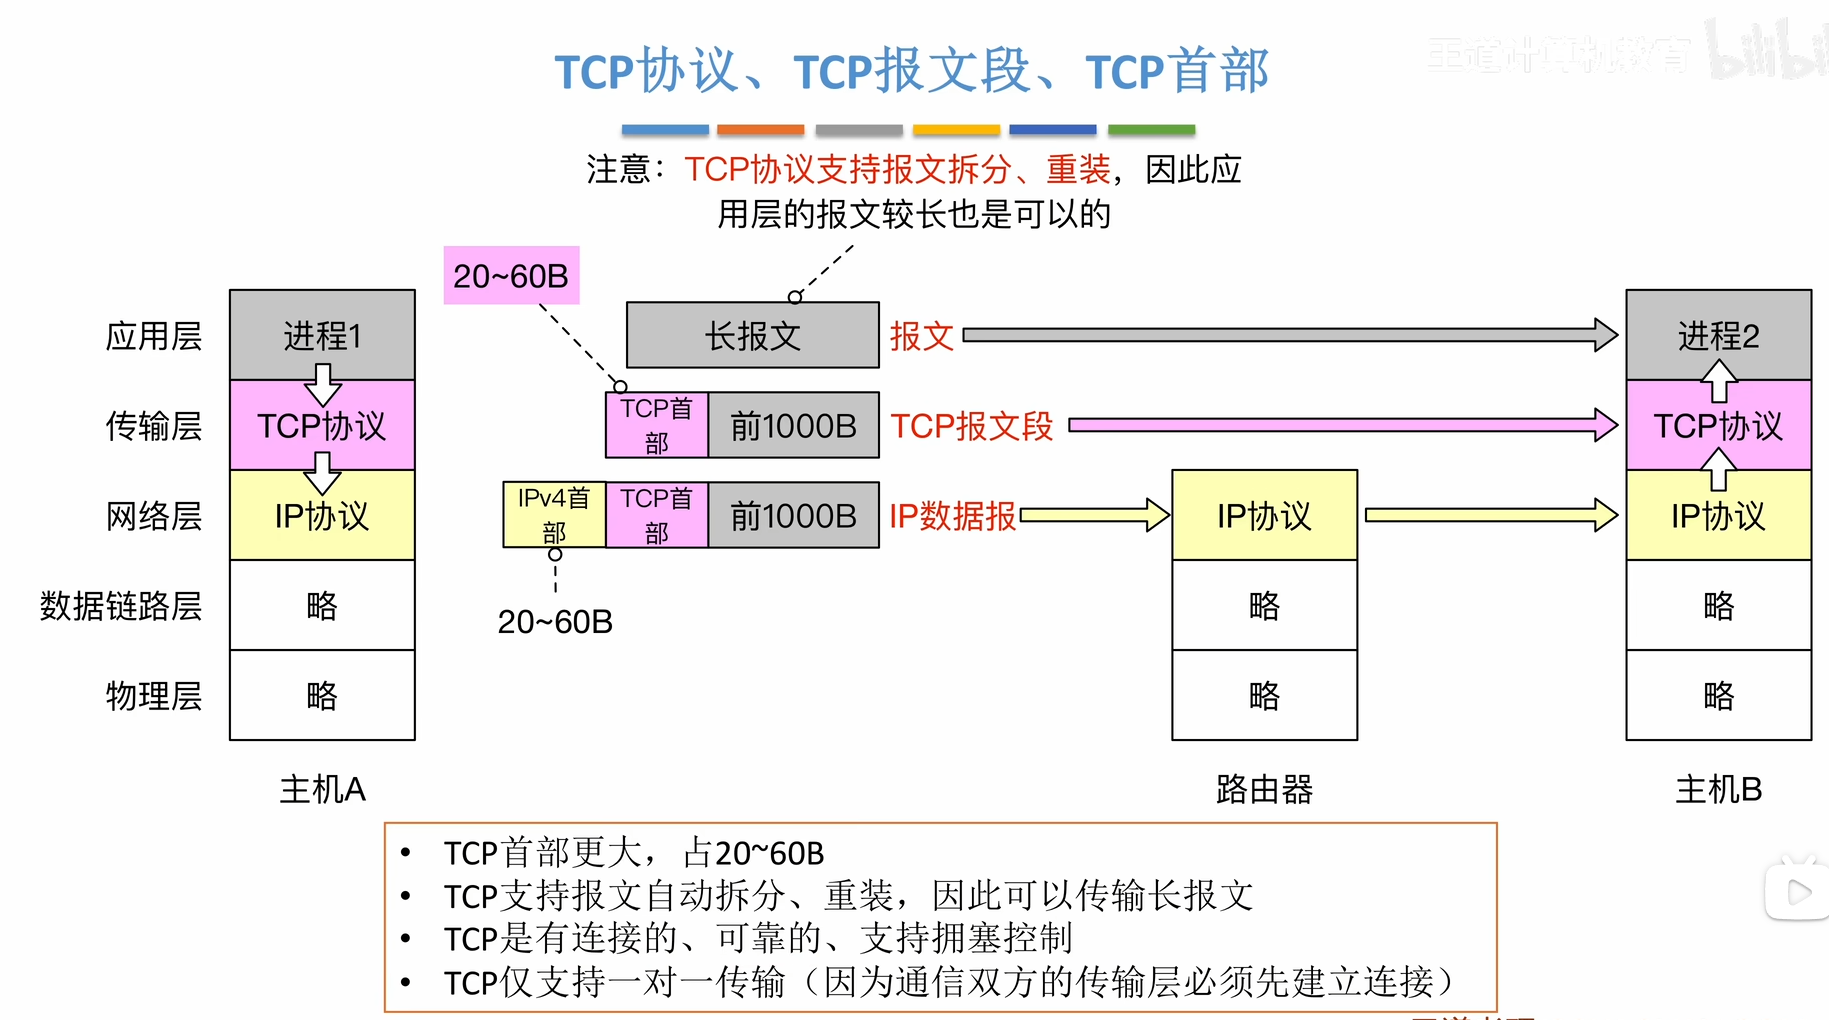 王道计算机教育
bilibili
TCP协议、TCP报文段、TCP首部
注意：TCP协议支持报文拆分、重装，因此应
用层的报文较长也是可以的
20~60B
应用层
进程1
长报文
报文
进程2
传输层
TCP协议
TCP首
部
前1000B
TCP报文段
TCP协议
网络层
IP协议
IPv4首
部
TCP首
部
前1000B
IP数据报
IP协议
IP协议
20~60B
数据链路层
略
略
略
物理层
略
略
略
主机A
路由器
主机B
• TCP首部更大，占20~60B
• TCP支持报文自动拆分、重装，因此可以传输长报文
• TCP是有连接的、可靠的、支持拥塞控制
• TCP仅支持一对一传输（因为通信双方的传输层必须先建立连接）